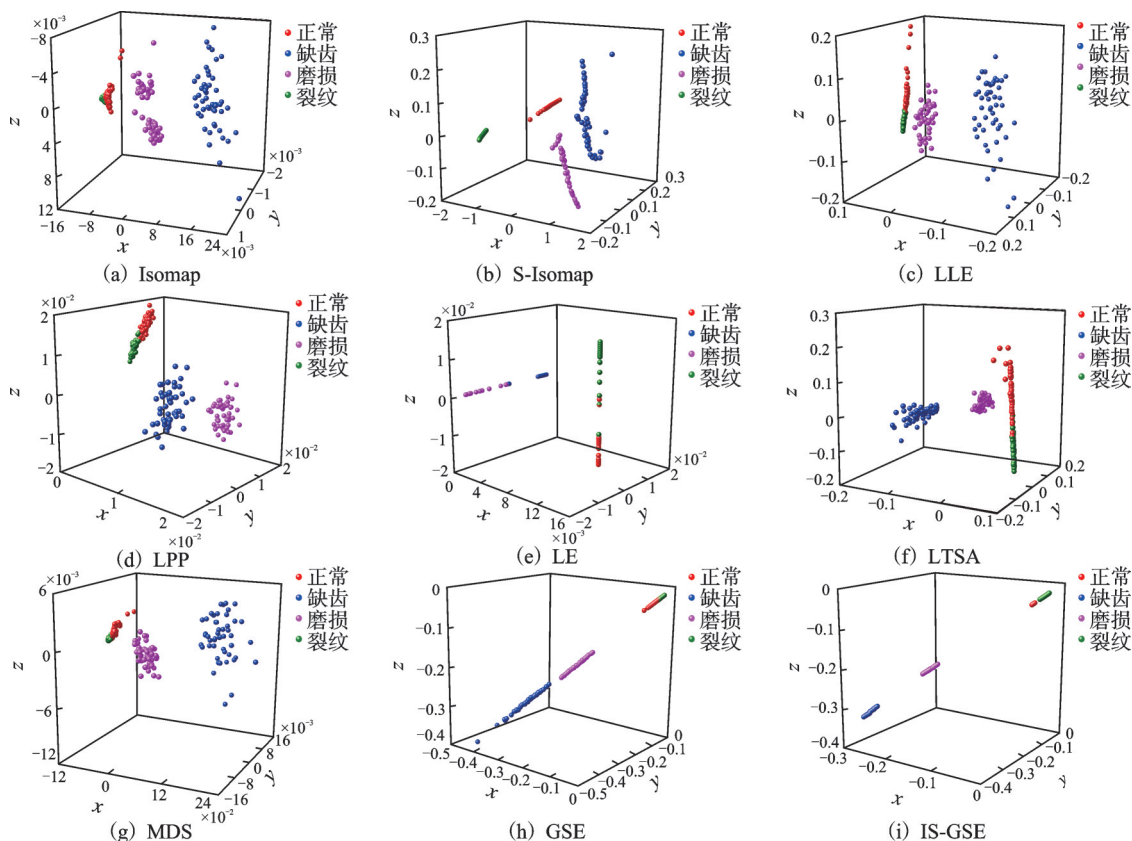 ×10⁻³
−8
−4
0
4
8
12
z
−16 −8 0 8 16 24
×10⁻³
x
×10⁻³
−2
−1
0
1
y
正常
缺齿
磨损
裂纹
(a) Isomap
0.3
0.2
0.1
0
−0.1
−0.2
z
−2 −1 0 1 2
x
0.3
0.2
0.1
0
−0.1
−0.2
y
正常
缺齿
磨损
裂纹
(b) S-Isomap
0.2
0.1
0
−0.1
−0.2
z
0.1 0 −0.1 −0.2
x
−0.2
−0.1
0
0.1
0.2
y
正常
缺齿
磨损
裂纹
(c) LLE
×10⁻²
2
1
0
−1
−2
z
0 1 2
×10⁻²
x
×10⁻²
2
1
0
−1
−2
y
正常
缺齿
磨损
裂纹
(d) LPP
×10⁻²
2
1
0
−1
−2
z
0 4 8 12 16
×10⁻³
x
×10⁻²
2
1
0
−1
−2
y
正常
缺齿
磨损
裂纹
(e) LE
0.3
0.2
0.1
0
−0.1
−0.2
z
−0.2 −0.1 0 0.1
x
0.2
0.1
0
−0.1
−0.2
y
正常
缺齿
磨损
裂纹
(f) LTSA
×10⁻³
6
0
−6
−12
z
−12 0 12 24
×10⁻²
x
×10⁻³
16
8
0
−8
−16
y
正常
缺齿
磨损
裂纹
(g) MDS
0
−0.1
−0.2
−0.3
−0.4
z
−0.5 −0.4 −0.3 −0.2 −0.1 0
x
0
−0.1
−0.2
−0.3
−0.4
−0.5
y
正常
缺齿
磨损
裂纹
(h) GSE
0
−0.1
−0.2
−0.3
−0.4
z
−0.3 −0.2 −0.1 0
x
0
−0.1
−0.2
−0.3
−0.4
y
正常
缺齿
磨损
裂纹
(i) IS-GSE